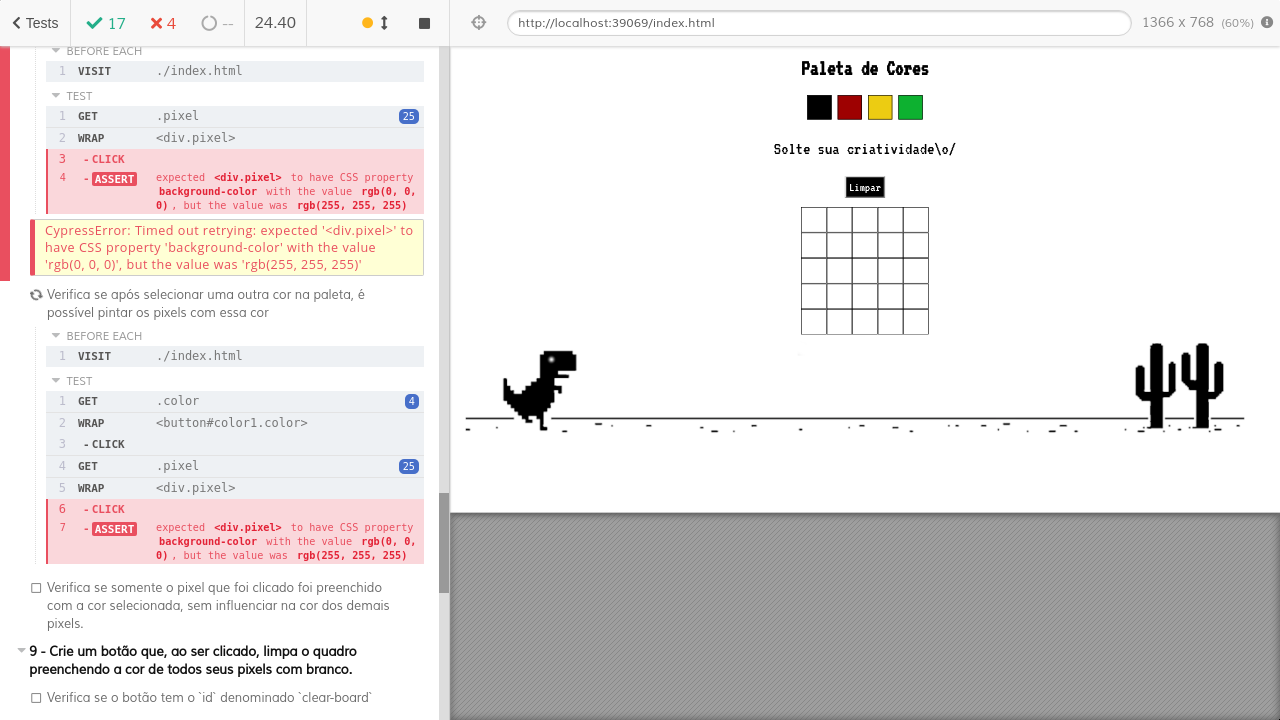 Tests
17
4
--
24.40
http://localhost:39069/index.html
1366 x 768 (60%)
BEFORE EACH
1 VISIT ./index.html
TEST
1 GET .pixel 25
2 WRAP <div.pixel>
3 - CLICK
4 - ASSERT expected <div.pixel> to have CSS property
background-color with the value rgb(0, 0,
0) , but the value was rgb(255, 255, 255)
CypressError: Timed out retrying: expected '<div.pixel>' to
have CSS property 'background-color' with the value
'rgb(0, 0, 0)', but the value was 'rgb(255, 255, 255)'
Verifica se após selecionar uma outra cor na paleta, é
possível pintar os pixels com essa cor
BEFORE EACH
1 VISIT ./index.html
TEST
1 GET .color 4
2 WRAP <button#color1.color>
3 - CLICK
4 GET .pixel 25
5 WRAP <div.pixel>
6 - CLICK
7 - ASSERT expected <div.pixel> to have CSS property
background-color with the value rgb(0, 0,
0) , but the value was rgb(255, 255, 255)
Verifica se somente o pixel que foi clicado foi preenchido
com a cor selecionada, sem influenciar na cor dos demais
pixels.
9 - Crie um botão que, ao ser clicado, limpa o quadro
preenchendo a cor de todos seus pixels com branco.
Verifica se o botão tem o `id` denominado `clear-board`
Paleta de Cores
Solte sua criatividade\o/
Limpar